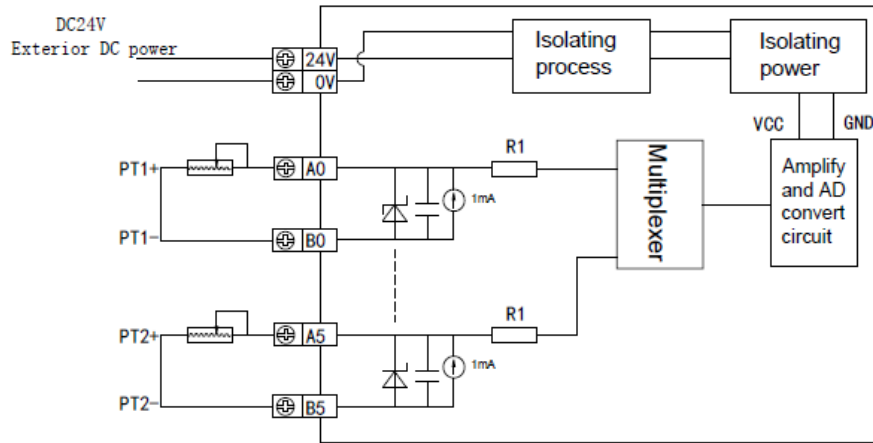 DC24V
Exterior DC power
24V
0V
Isolating
process
Isolating
power
VCC
GND
PT1+
A0
R1
1mA
PT1-
B0
Multiplexer
Amplify
and AD
convert
circuit
PT2+
A5
R1
1mA
PT2-
B5